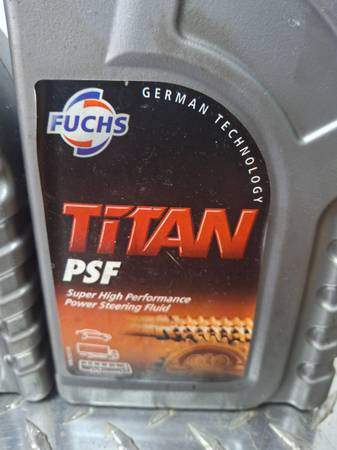 GERMAN TECHNOLOGY
FUCHS
TiTAN
PSF
Super High Performance
Power Steering Fluid